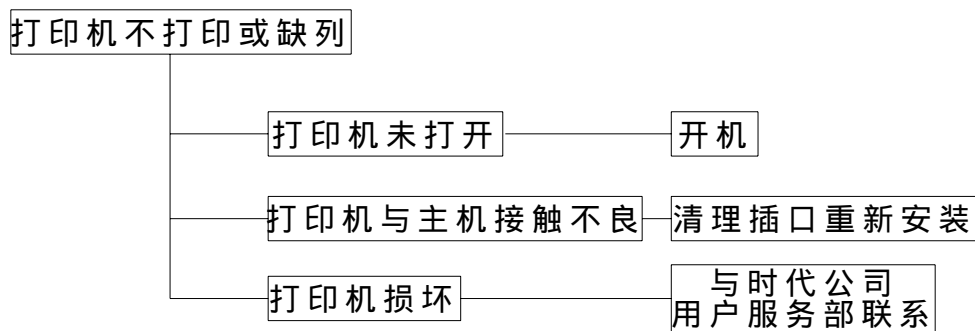 打印机不打印或缺列
打印机未打开
开机
打印机与主机接触不良
清理插口重新安装
打印机损坏
与时代公司
用户服务部联系